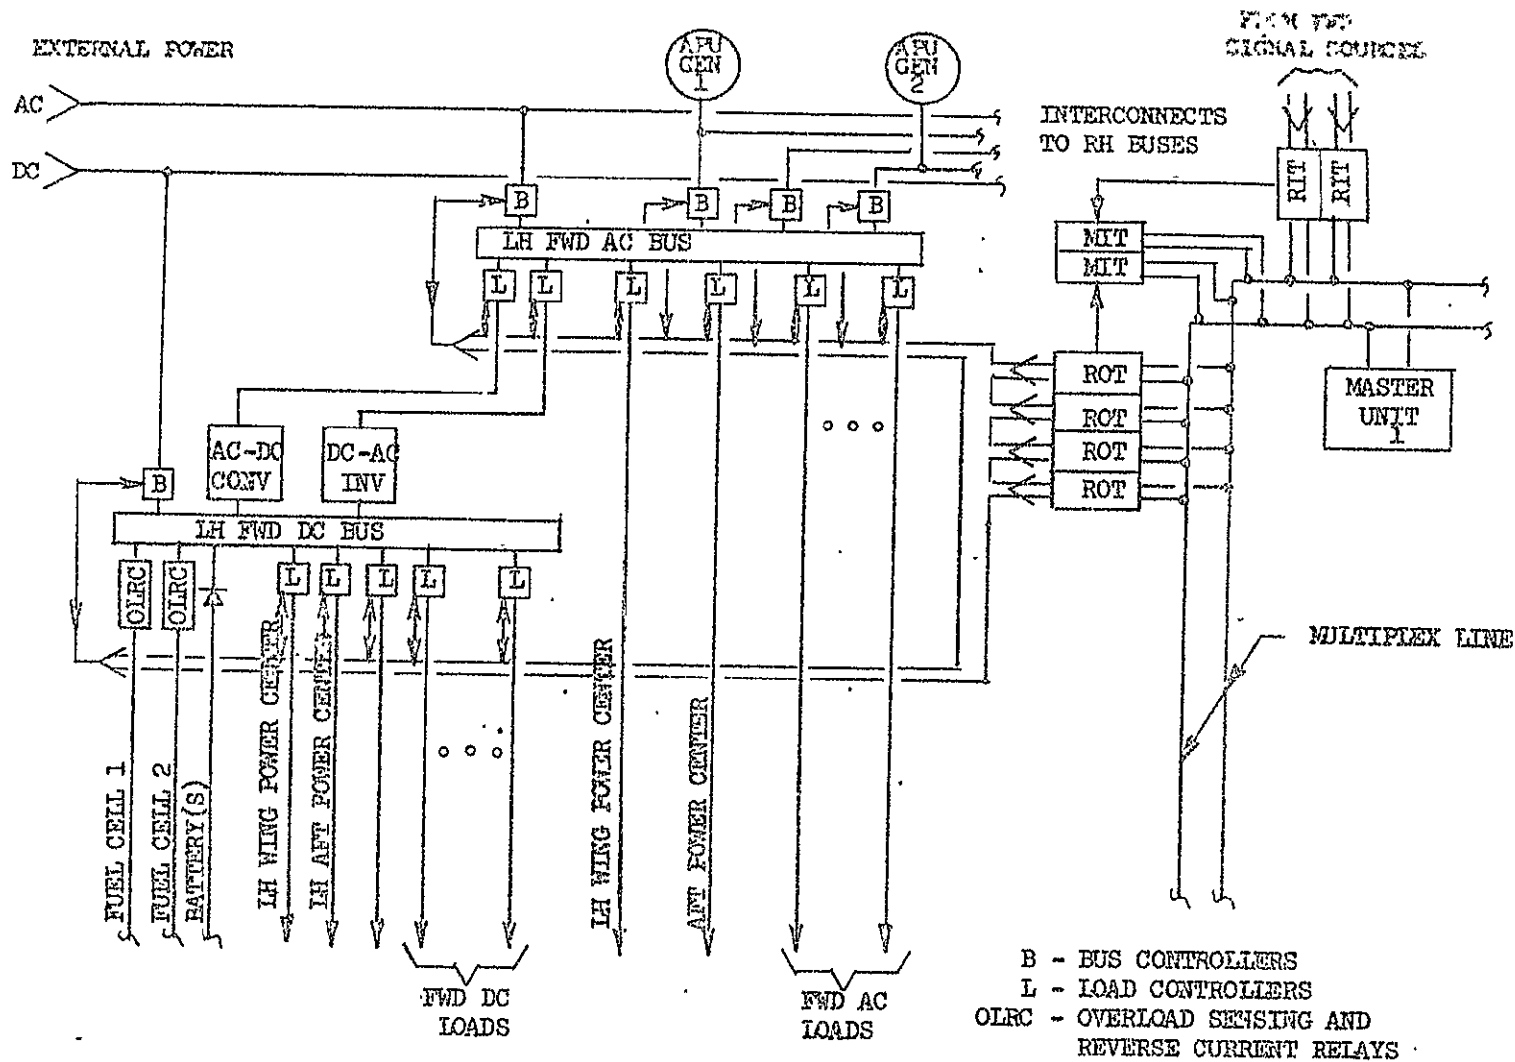 EXTERNAL POWER
AC
DC
APU
GEN
1
APU
GEN
2
FROM FWD
SIGNAL SOURCES
INTERCONNECTS
TO RH BUSES
RIT
RIT
B
B
B
B
LH FWD AC BUS
L
L
L
L
L
L
MIT
MIT
ROT
ROT
ROT
ROT
MASTER
UNIT
1
AC-DC
CONV
DC-AC
INV
B
LH FWD DC BUS
OLRC
OLRC
L
L
L
L
L
MULTIPLEX LINE
FUEL CELL 1
FUEL CELL 2
BATTERY(S)
LH WING POWER CENTER
LH AFT POWER CENTER
LH WING POWER CENTER
AFT POWER CENTER
FWD DC
LOADS
FWD AC
LOADS
B - BUS CONTROLLERS
L - LOAD CONTROLLERS
OLRC - OVERLOAD SENSING AND
REVERSE CURRENT RELAYS